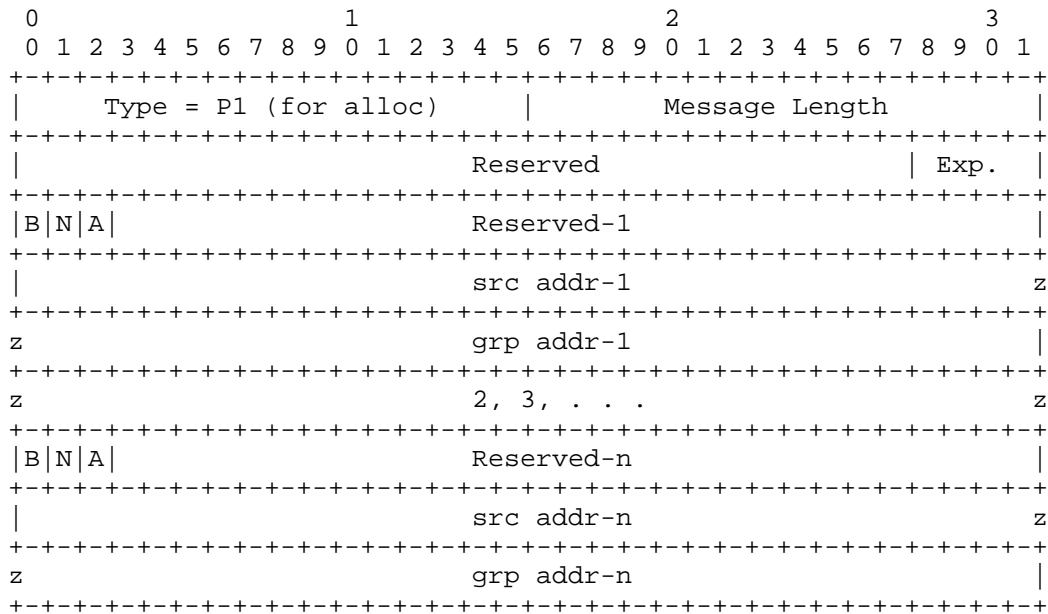 0                   1                   2                   3
 0 1 2 3 4 5 6 7 8 9 0 1 2 3 4 5 6 7 8 9 0 1 2 3 4 5 6 7 8 9 0 1
+-+-+-+-+-+-+-+-+-+-+-+-+-+-+-+-+-+-+-+-+-+-+-+-+-+-+-+-+-+-+-+-+
|     Type = P1 (for alloc)     |        Message Length         |
+-+-+-+-+-+-+-+-+-+-+-+-+-+-+-+-+-+-+-+-+-+-+-+-+-+-+-+-+-+-+-+-+
|                            Reserved                   | Exp.  |
+-+-+-+-+-+-+-+-+-+-+-+-+-+-+-+-+-+-+-+-+-+-+-+-+-+-+-+-+-+-+-+-+
|B|N|A|                      Reserved-1                         |
+-+-+-+-+-+-+-+-+-+-+-+-+-+-+-+-+-+-+-+-+-+-+-+-+-+-+-+-+-+-+-+-+
|                            src addr-1                         z
+-+-+-+-+-+-+-+-+-+-+-+-+-+-+-+-+-+-+-+-+-+-+-+-+-+-+-+-+-+-+-+-+
z                            grp addr-1                         |
+-+-+-+-+-+-+-+-+-+-+-+-+-+-+-+-+-+-+-+-+-+-+-+-+-+-+-+-+-+-+-+-+
z                            2, 3, . . .                        z
+-+-+-+-+-+-+-+-+-+-+-+-+-+-+-+-+-+-+-+-+-+-+-+-+-+-+-+-+-+-+-+-+
|B|N|A|                      Reserved-n                         |
+-+-+-+-+-+-+-+-+-+-+-+-+-+-+-+-+-+-+-+-+-+-+-+-+-+-+-+-+-+-+-+-+
|                            src addr-n                         z
+-+-+-+-+-+-+-+-+-+-+-+-+-+-+-+-+-+-+-+-+-+-+-+-+-+-+-+-+-+-+-+-+
z                            grp addr-n                         |
+-+-+-+-+-+-+-+-+-+-+-+-+-+-+-+-+-+-+-+-+-+-+-+-+-+-+-+-+-+-+-+-+